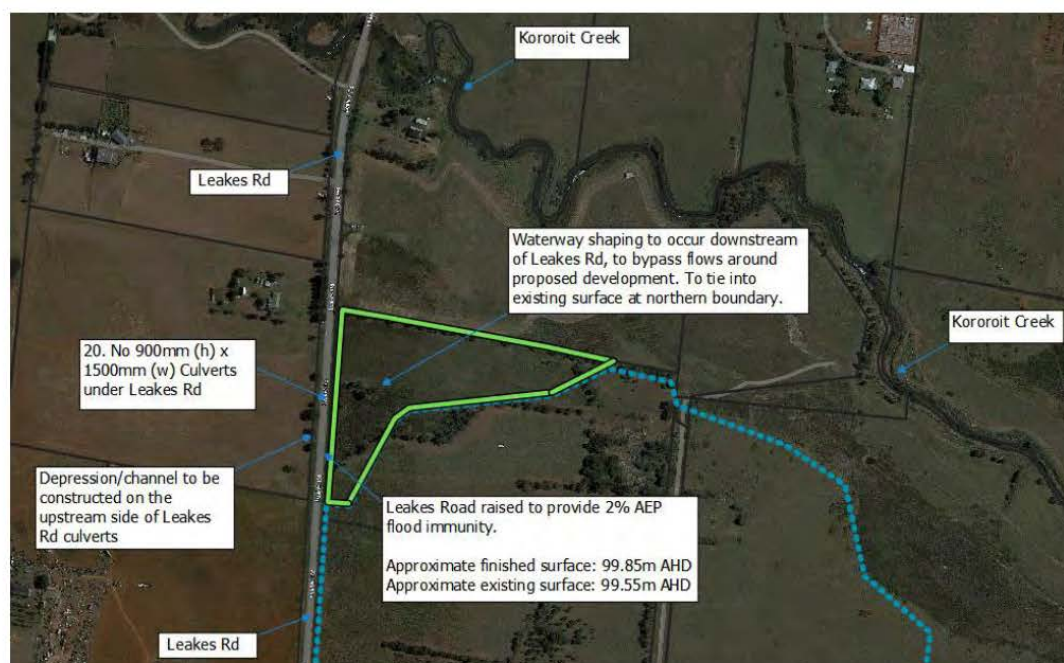 Kororoit Creek
Leakes Rd
Waterway shaping to occur downstream
of Leakes Rd, to bypass flows around
proposed development. To tie into
existing surface at northern boundary.
Kororoit Creek
20. No 900mm (h) x
1500mm (w) Culverts
under Leakes Rd
Depression/channel to be
constructed on the
upstream side of Leakes
Rd culverts
Leakes Road raised to provide 2% AEP
flood immunity.
Approximate finished surface: 99.85m AHD
Approximate existing surface: 99.55m AHD
Leakes Rd